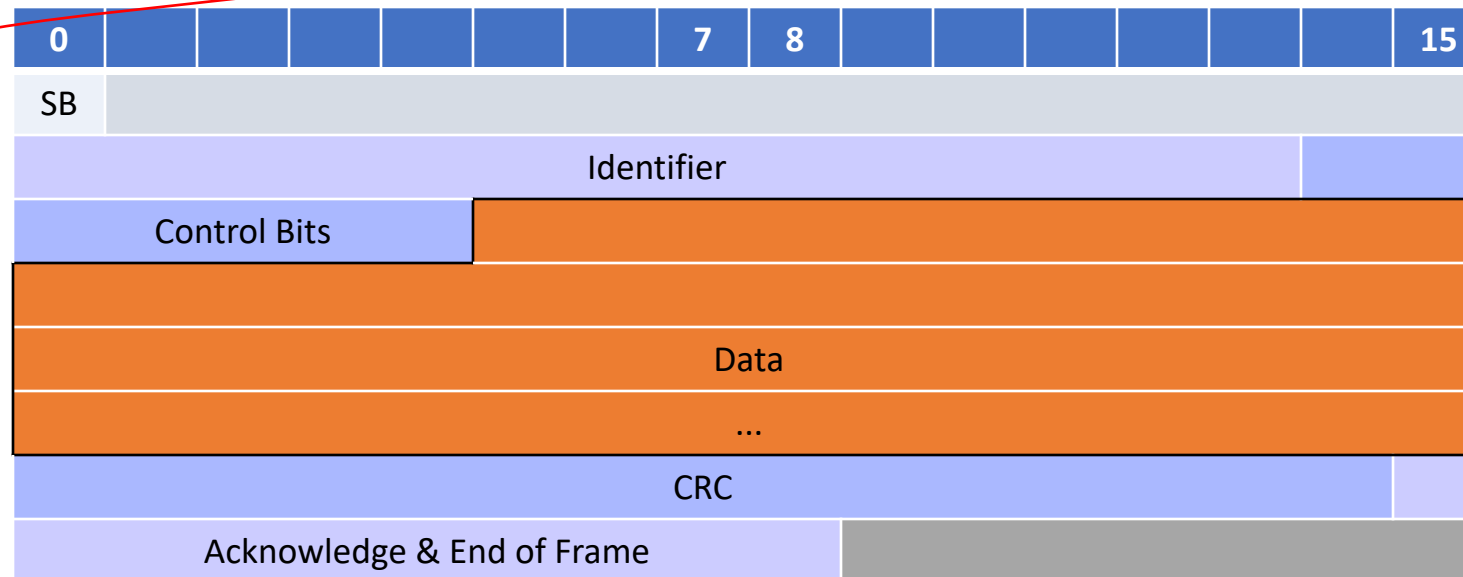 0 7 8 15
SB
Identifier
Control Bits
Data
...
CRC
Acknowledge & End of Frame